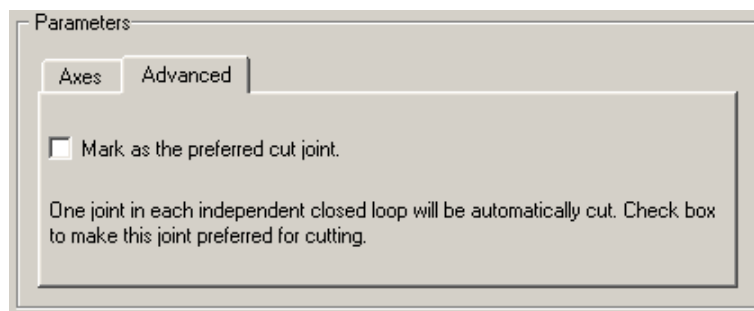 Parameters
Axes Advanced
Mark as the preferred cut joint.
One joint in each independent closed loop will be automatically cut. Check box
to make this joint preferred for cutting.